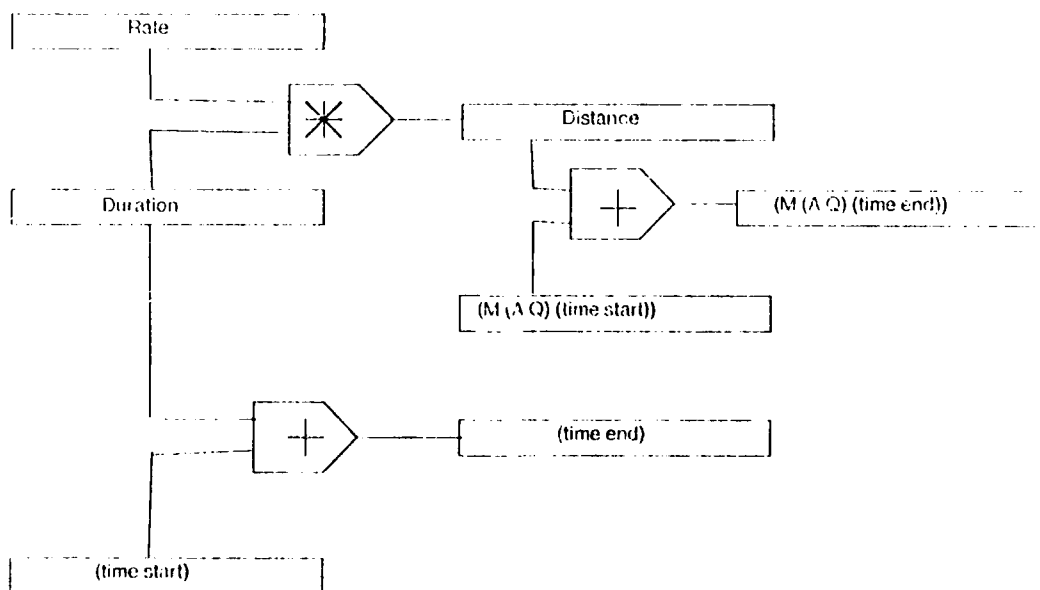 Rate
Distance
Duration
(M (A Q) (time end))
(M (A Q) (time start))
(time end)
(time start)